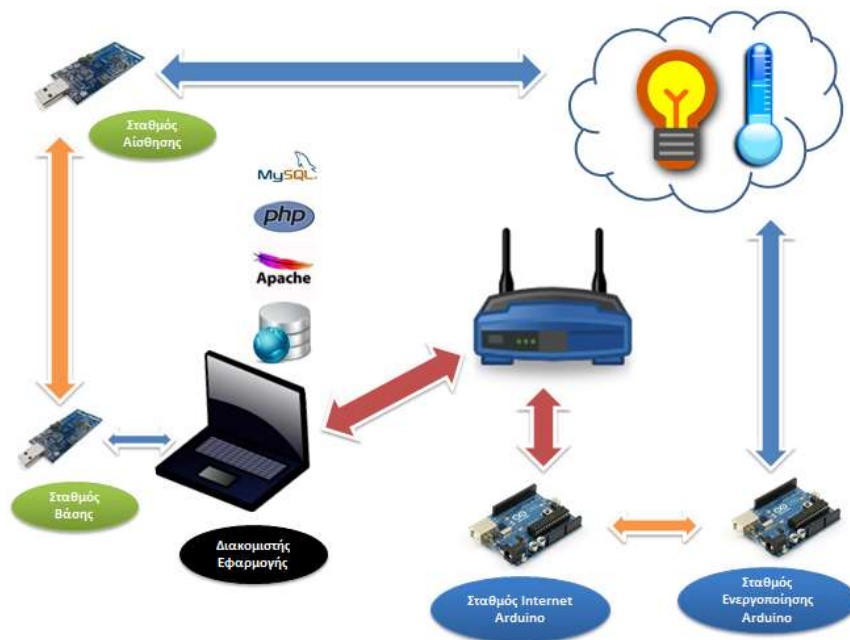 Σταθμός
Αίσθησης
MySQL
php
Apache
Σταθμός
Βάσης
Διακομιστής
Εφαρμογής
Σταθμός Internet
Arduino
Σταθμός
Ενεργοποίησης
Arduino